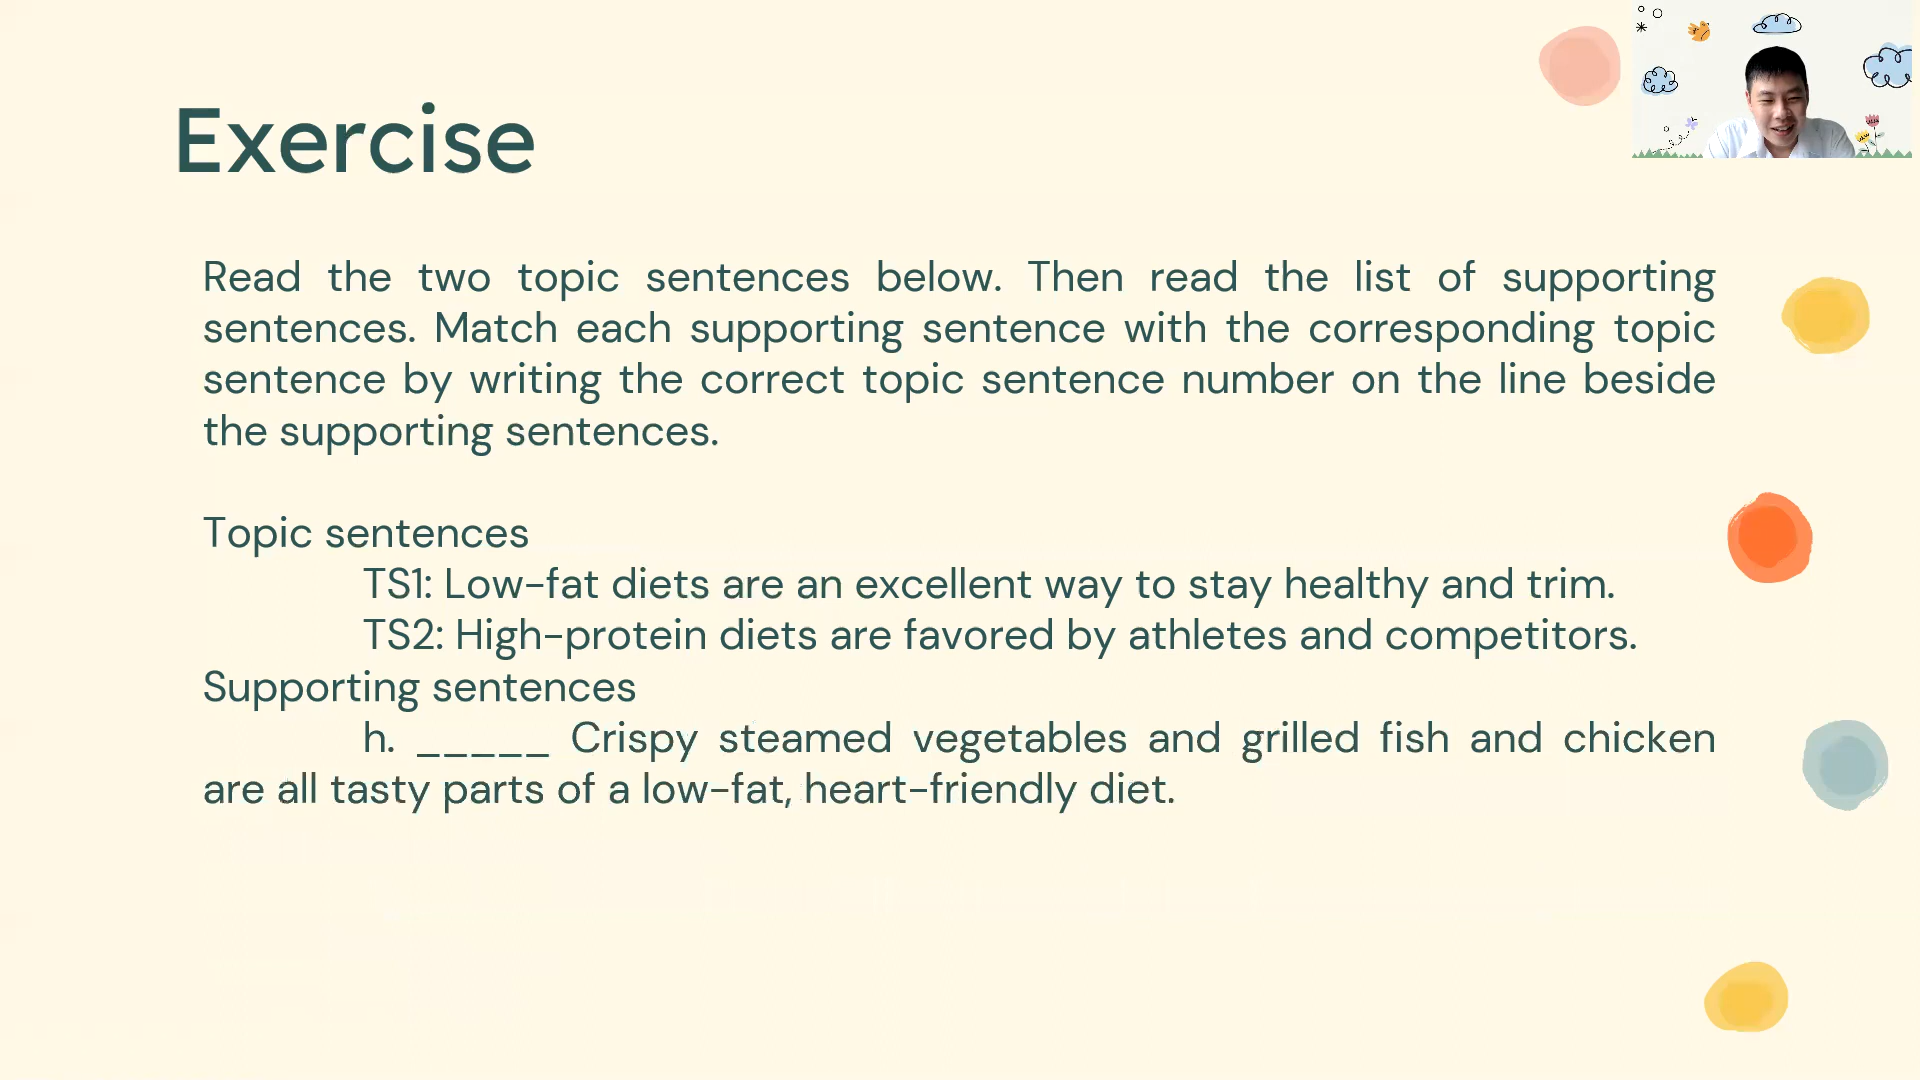 Exercise
Read the two topic sentences below. Then read the list of supporting
sentences. Match each supporting sentence with the corresponding topic
sentence by writing the correct topic sentence number on the line beside
the supporting sentences.
Topic sentences
TS1: Low-fat diets are an excellent way to stay healthy and trim.
TS2: High-protein diets are favored by athletes and competitors.
Supporting sentences
h. _____ Crispy steamed vegetables and grilled fish and chicken
are all tasty parts of a low-fat, heart-friendly diet.